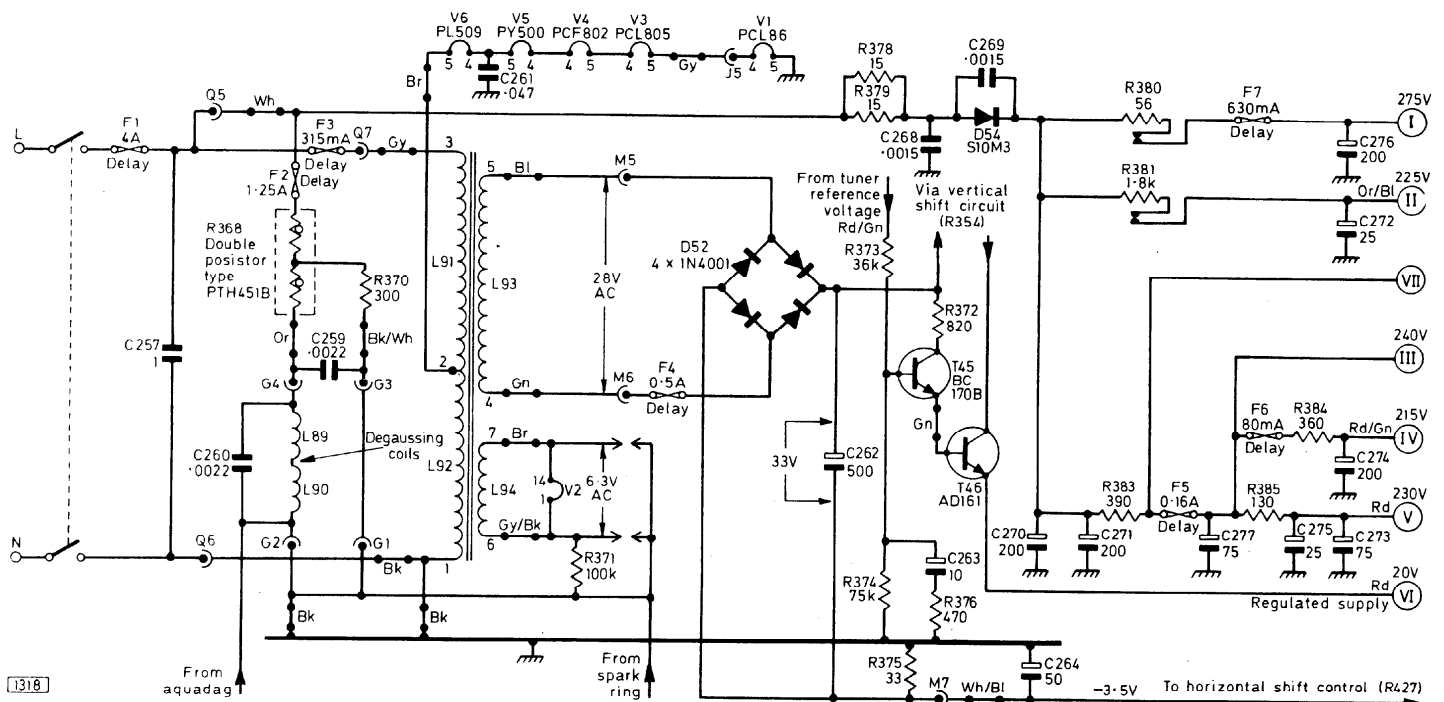 V6
PL509
V5
PY500
V4
PCF802
V3
PCL805
V1
PCL86
5 4
5 4
4 5
4 5
4 5
Gy
J5
Br
C261
·047
R378
15
R379
15
C269
·0015
D54
S10M3
C268
·0015
R380
56
F7
630mA
Delay
275V
I
C276
200
R381
1·8k
225V
Or/Bl
II
C272
25
L
F1
4A
Delay
Q5
Wh
F3
315mA
Delay
Q7
Gy
3
F2
Delay
1·25A
R368
Double
posistor
type
PTH451B
R370
300
Or
C259
·0022
Bk/Wh
G4
G3
C257
1
C260
·0022
L89
L90
Degaussing
coils
N
Q6
G2
G1
Bk
1
Bk
Bk
L91
2
L92
5
Bl
M5
L93
28V
AC
4
Gn
M6
F4
0·5A
Delay
7
Br
L94
14
1
V2
6·3V
AC
Gy/Bk
6
R371
100k
D52
4 x 1N4001
From tuner
reference
voltage
Rd/Gn
R373
36k
Via vertical
shift circuit
(R354)
R372
820
T45
BC
170B
Gn
T46
AD161
33V
C262
500
C263
10
R374
75k
R376
470
VII
240V
III
F6
80mA
Delay
R384
360
215V
Rd/Gn
IV
C274
200
R383
390
F5
0·16A
Delay
R385
130
230V
Rd
V
C270
200
C271
200
C277
75
C275
25
C273
75
20V
Rd
VI
Regulated supply
R375
33
M7
Wh/Bl
C264
50
-3·5V
To horizontal shift control (R427)
From
aquadag
From
spark
ring
1318